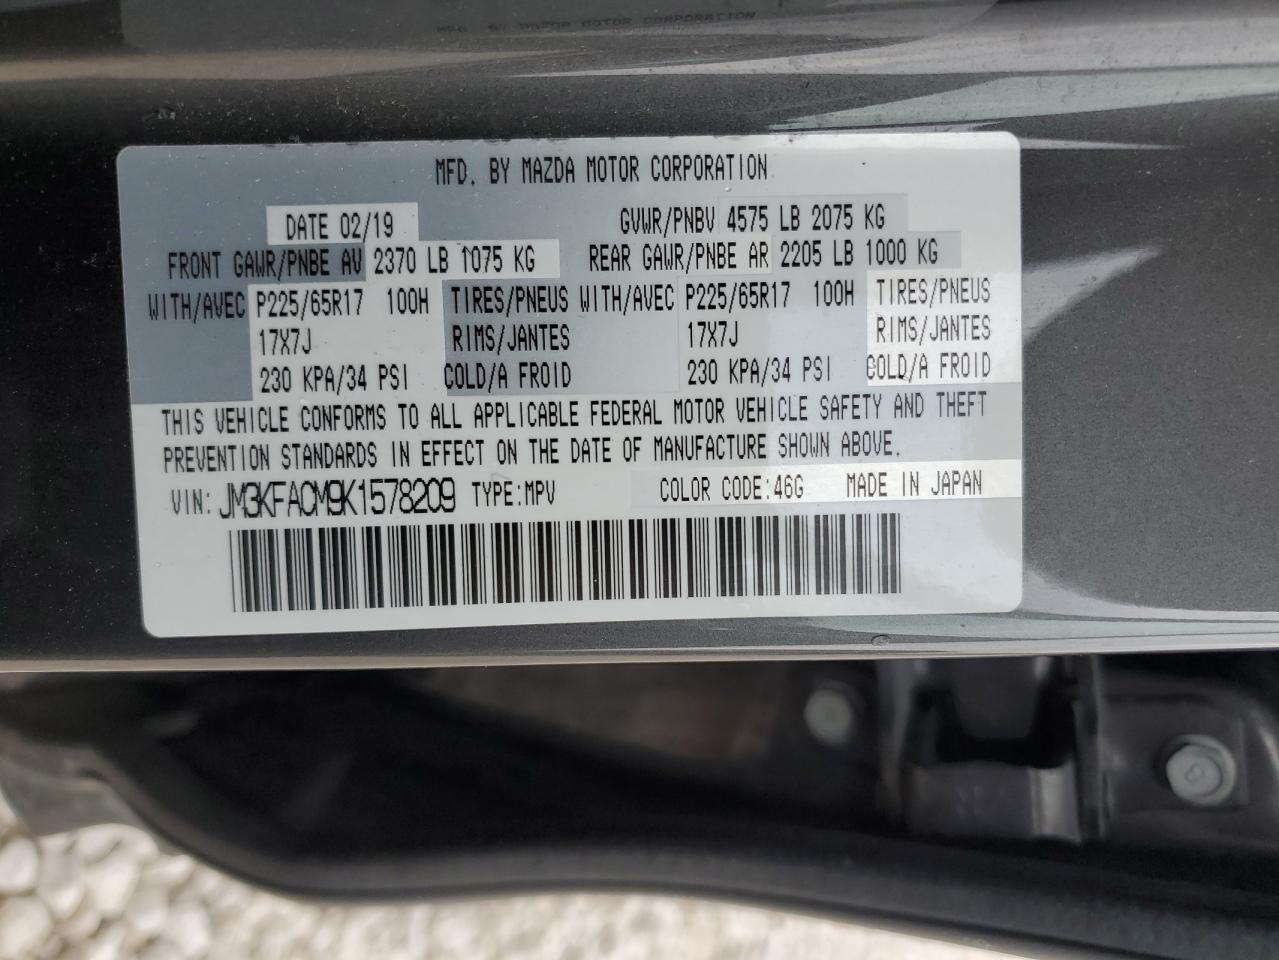 MFD. BY MAZDA MOTOR CORPORATION
DATE 02/19 GVWR/PNBV 4575 LB 2075 KG
FRONT GAWR/PNBE AV 2370 LB 1075 KG REAR GAWR/PNBE AR 2205 LB 1000 KG
WITH/AVEC P225/65R17 100H TIRES/PNEUS WITH/AVEC P225/65R17 100H TIRES/PNEUS
17X7J RIMS/JANTES 17X7J RIMS/JANTES
230 KPA/34 PSI COLD/A FROID 230 KPA/34 PSI COLD/A FROID
THIS VEHICLE CONFORMS TO ALL APPLICABLE FEDERAL MOTOR VEHICLE SAFETY AND THEFT
PREVENTION STANDARDS IN EFFECT ON THE DATE OF MANUFACTURE SHOWN ABOVE.
VIN: JM3KFACM9K1578209 TYPE:MPV COLOR CODE:46G MADE IN JAPAN